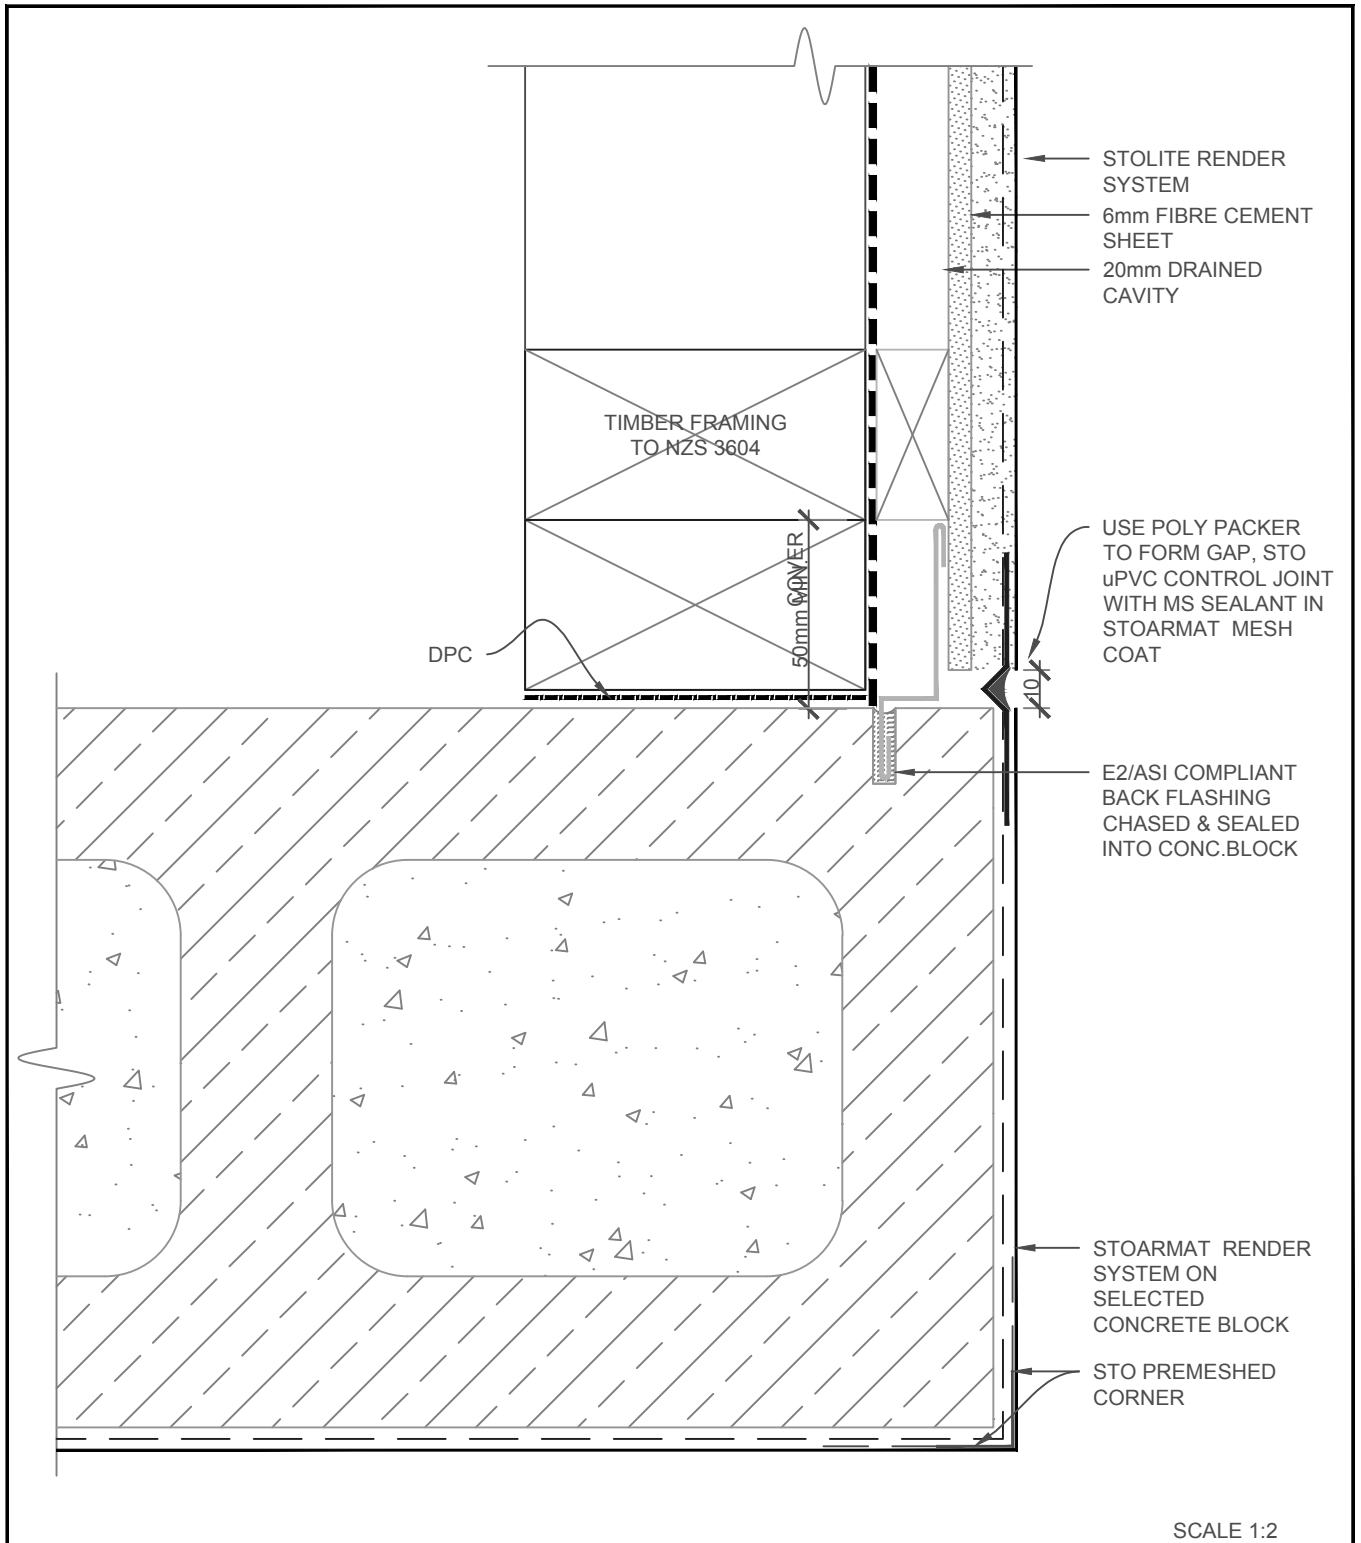 STOLITE RENDER
SYSTEM
6mm FIBRE CEMENT
SHEET
20mm DRAINED
CAVITY
TIMBER FRAMING
TO NZS 3604
USE POLY PACKER
TO FORM GAP, STO
uPVC CONTROL JOINT
WITH MS SEALANT IN
STOARMAT MESH
COAT
50mm MIN.
COVER
DPC
10
E2/ASI COMPLIANT
BACK FLASHING
CHASED & SEALED
INTO CONC.BLOCK
STOARMAT RENDER
SYSTEM ON
SELECTED
CONCRETE BLOCK
STO PREMESHED
CORNER
SCALE 1:2